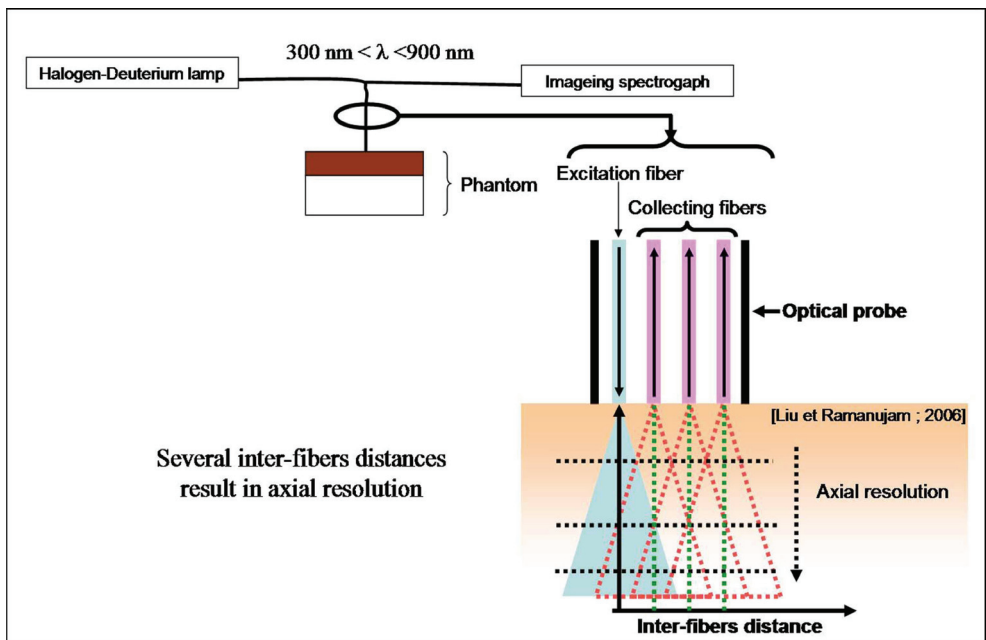 300 nm < λ <900 nm
Halogen-Deuterium lamp
Imageing spectrogaph
Phantom
Excitation fiber
Collecting fibers
Optical probe
[Liu et Ramanujam ; 2006]
Several inter-fibers distances
result in axial resolution
Axial resolution
Inter-fibers distance